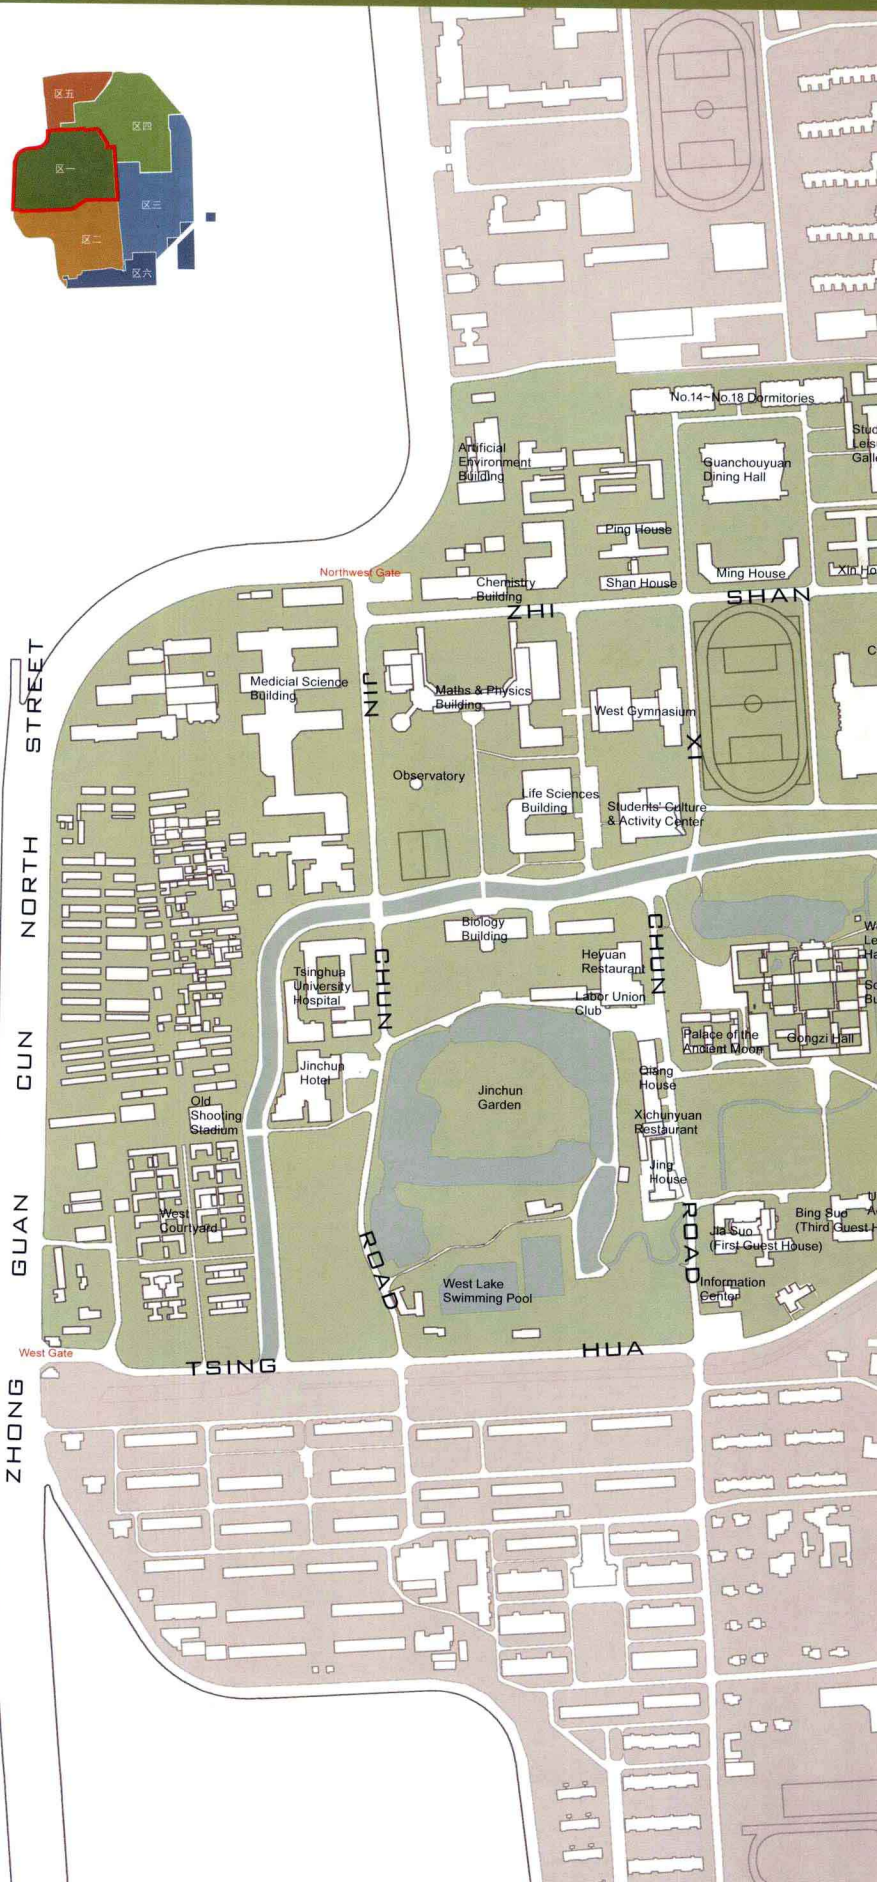 区五
区四
区一
区三
区二
区六
No.14~No.18 Dormitories
Artificial
Environment
Building
Guanchouyuan
Dining Hall
Ping House
Northwest Gate
Chemistry
Building
Shan House
Ming House
ZHI
SHAN
Medicial Science
Building
JIN
Maths & Physics
Building
West Gymnasium
XI
Observatory
Life Sciences
Building
Students' Culture
& Activity Center
Biology
Building
CHUN
CHUN
Heyuan
Restaurant
Tsinghua
University
Hospital
Labor Union
Club
Palace of the
Ancient Moon
Gongzi Hall
Jinchun
Hotel
Qiang
House
Jinchun
Garden
Old
Shooting
Stadium
Xichunyuan
Restaurant
Jing
House
West
Courtyard
ROAD
ROAD
Jia Suo
(First Guest House)
Bing Suo
(Third Guest H
West Lake
Swimming Pool
Information
Center
West Gate
TSING
HUA
ZHONG GUAN CUN NORTH STREET